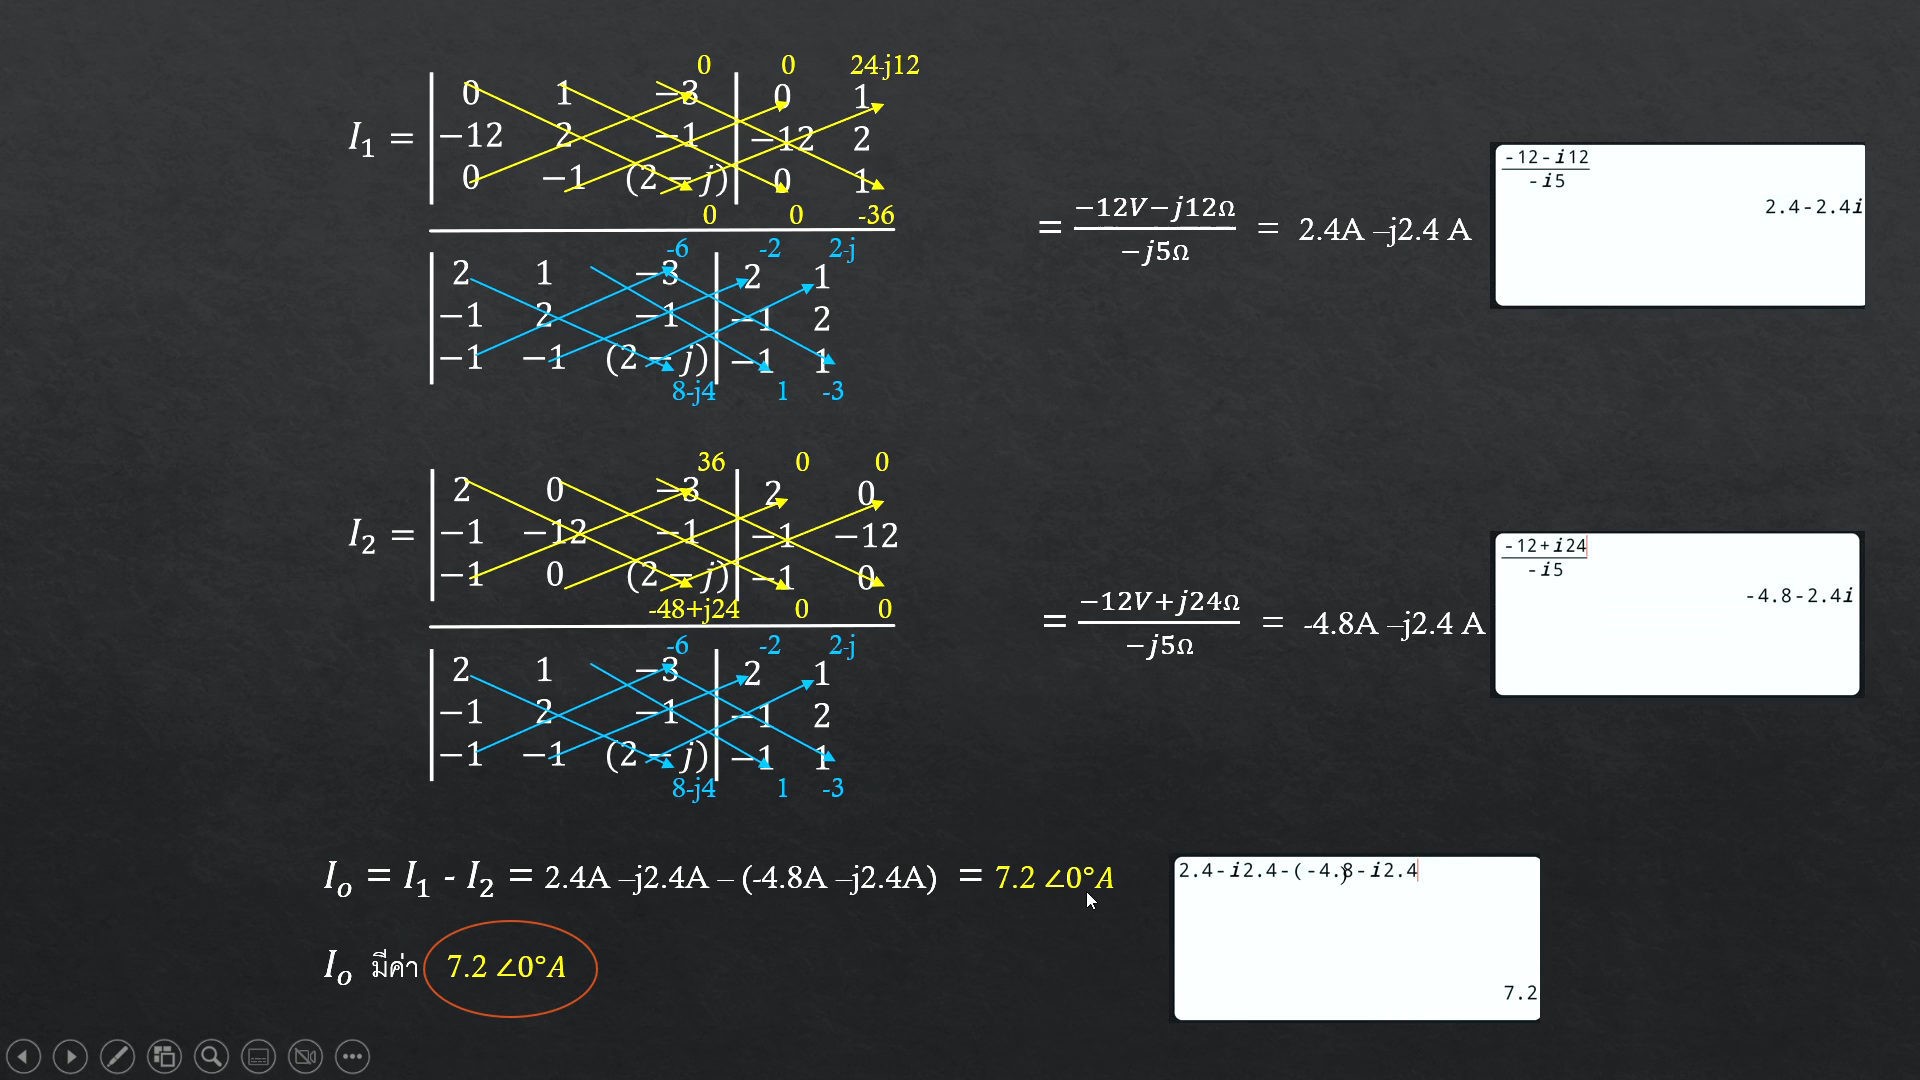 0 0 24-j12
0 1 −3 0 1
I₁ = −12 2 −1 −12 2
0 −1 (2 − j) 0 1
0 0 -36
-6 -2 2-j
2 1 −3 2 1
−1 2 −1 −1 2
−1 −1 (2 − j) −1 1
8-j4 1 -3
= −12V−j12Ω / −j5Ω = 2.4A –j2.4 A
-12-i12
-i5
2.4-2.4i
36 0 0
2 0 −3 2 0
I₂ = −1 −12 −1 −1 −12
−1 0 (2 − j) −1 0
-48+j24 0 0
-6 -2 2-j
2 1 −3 2 1
−1 2 −1 −1 2
−1 −1 (2 − j) −1 1
8-j4 1 -3
= −12V+j24Ω / −j5Ω = -4.8A –j2.4 A
-12+i24
-i5
-4.8-2.4i
Iₒ = I₁ - I₂ = 2.4A –j2.4A – (-4.8A –j2.4A) = 7.2 ∠0°A
2.4-i2.4-(-4.8-i2.4)
7.2
Iₒ มีค่า 7.2 ∠0°A